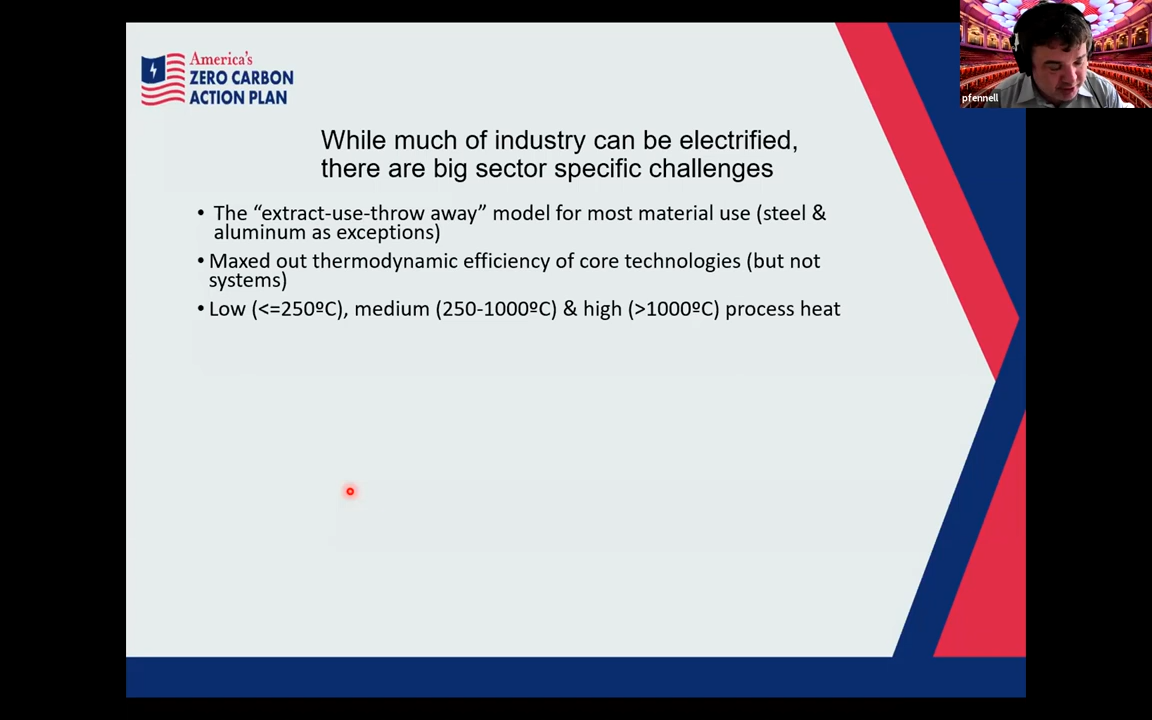 America's
ZERO CARBON
ACTION PLAN
pfennell
While much of industry can be electrified,
there are big sector specific challenges
• The “extract-use-throw away” model for most material use (steel &
aluminum as exceptions)
• Maxed out thermodynamic efficiency of core technologies (but not
systems)
• Low (<=250ºC), medium (250-1000ºC) & high (>1000ºC) process heat